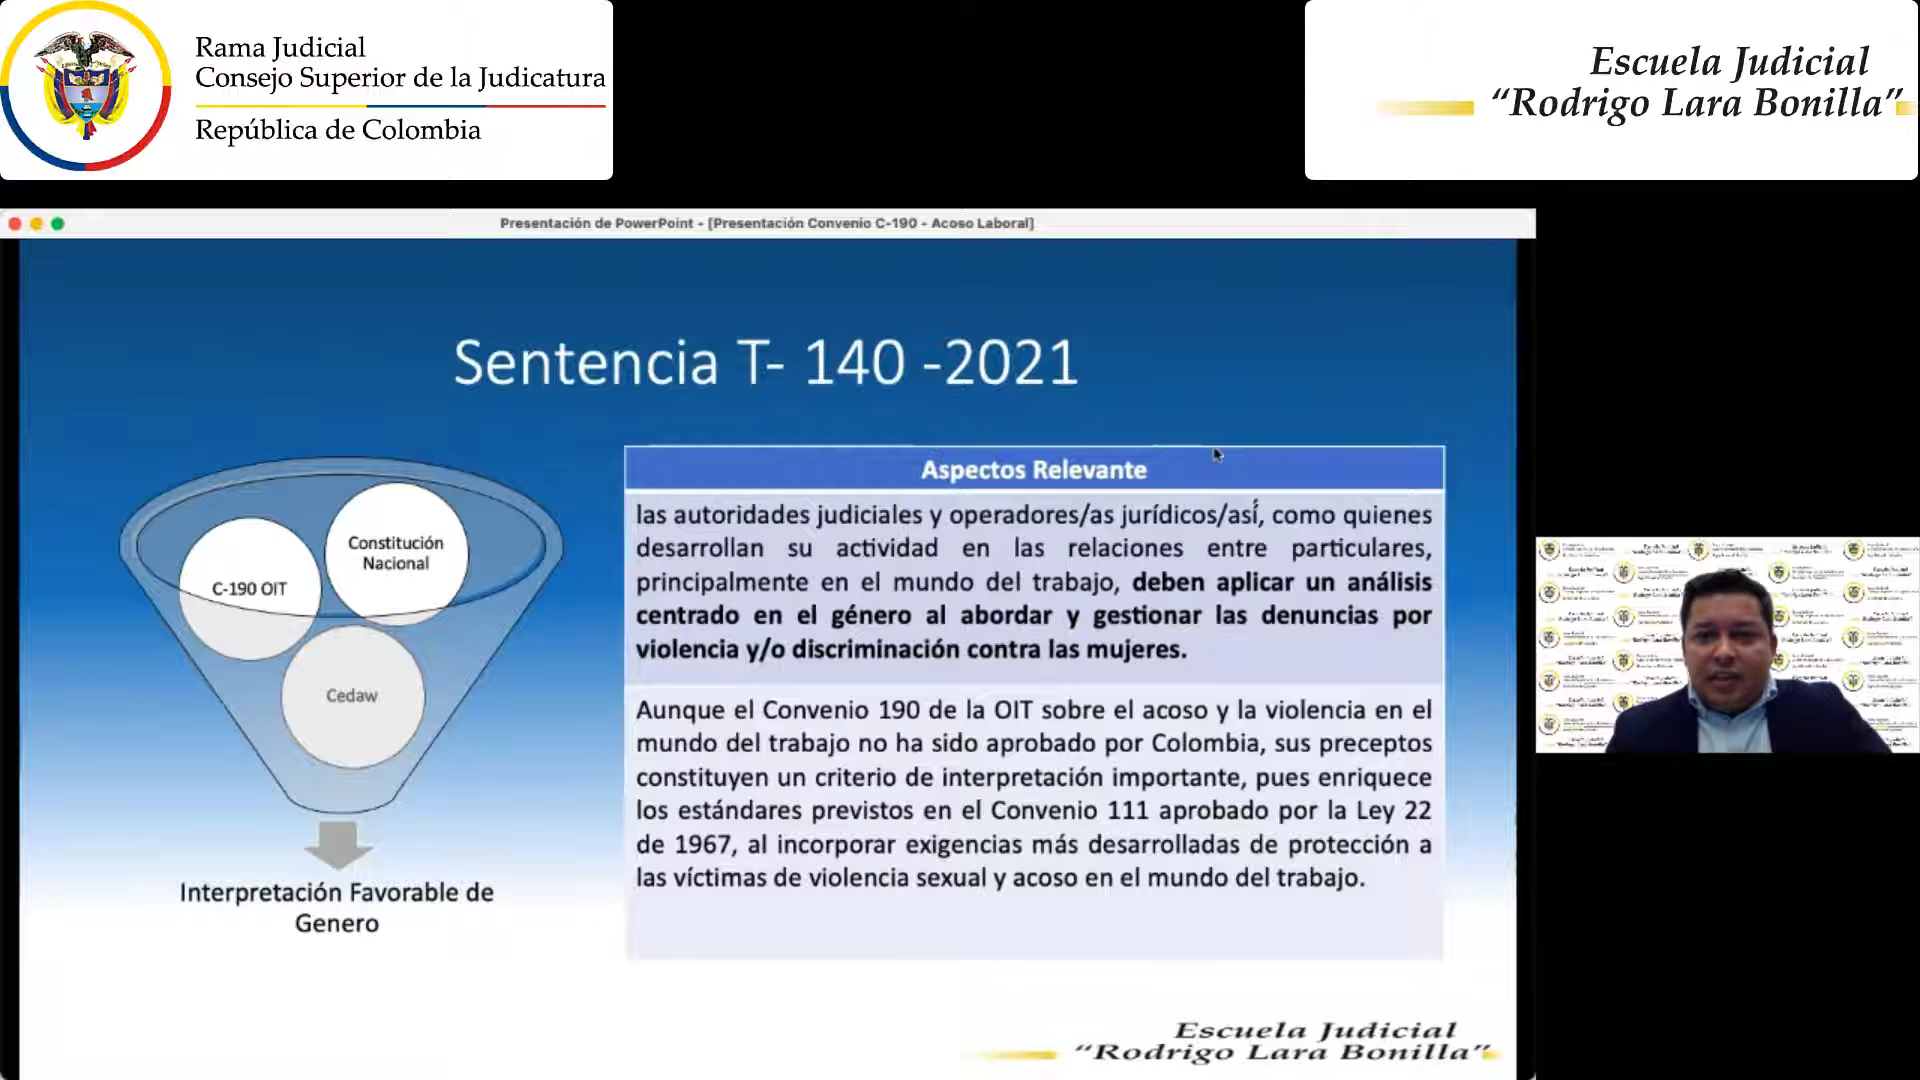 Rama Judicial
Consejo Superior de la Judicatura
República de Colombia
Escuela Judicial
“Rodrigo Lara Bonilla”
Presentación de PowerPoint - [Presentación Convenio C-190 - Acoso Laboral]
Sentencia T- 140 -2021
C-190 OIT
Constitución
Nacional
Cedaw
Interpretación Favorable de
Genero
Aspectos Relevante
las autoridades judiciales y operadores/as jurídicos/así, como quienes
desarrollan su actividad en las relaciones entre particulares,
principalmente en el mundo del trabajo, deben aplicar un análisis
centrado en el género al abordar y gestionar las denuncias por
violencia y/o discriminación contra las mujeres.
Aunque el Convenio 190 de la OIT sobre el acoso y la violencia en el
mundo del trabajo no ha sido aprobado por Colombia, sus preceptos
constituyen un criterio de interpretación importante, pues enriquece
los estándares previstos en el Convenio 111 aprobado por la Ley 22
de 1967, al incorporar exigencias más desarrolladas de protección a
las víctimas de violencia sexual y acoso en el mundo del trabajo.
Escuela Judicial
“Rodrigo Lara Bonilla”